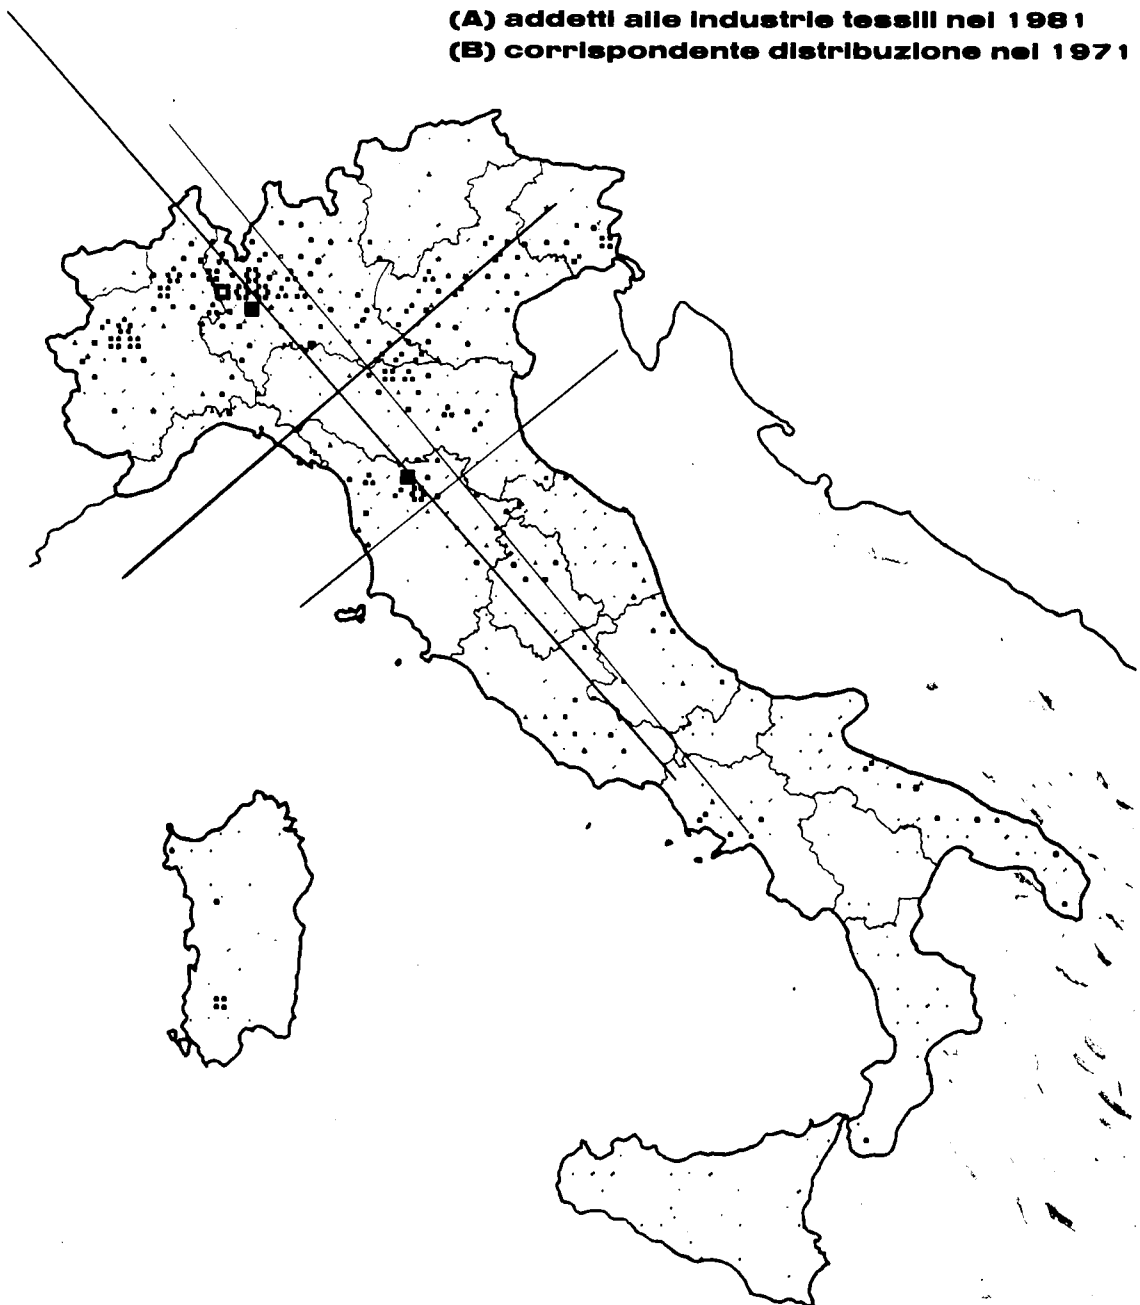 (A) addetti alle industrie tessili nel 1981
(B) corrispondente distribuzione nel 1971